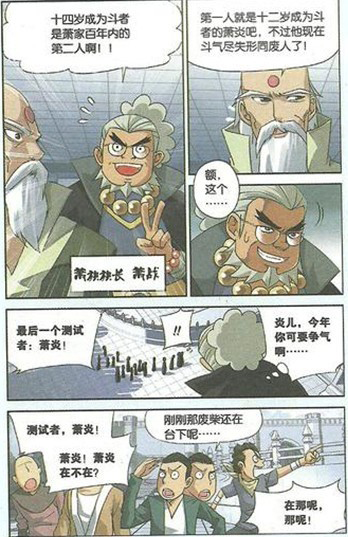 十四岁成为斗者
是萧家百年内的
第二人啊！！
第一人就是十二岁成为斗
者的萧炎吧，不过他现在
斗气尽失形同废人了！
额，
这个
……
萧族族长 萧战
最后一个测试
者：萧炎！
!!
炎儿，今年
你可要争气
啊……
测试者，萧炎！
萧炎！萧炎
在不在？
刚刚那废柴还在
台下呢……
在那呢，
那呢！